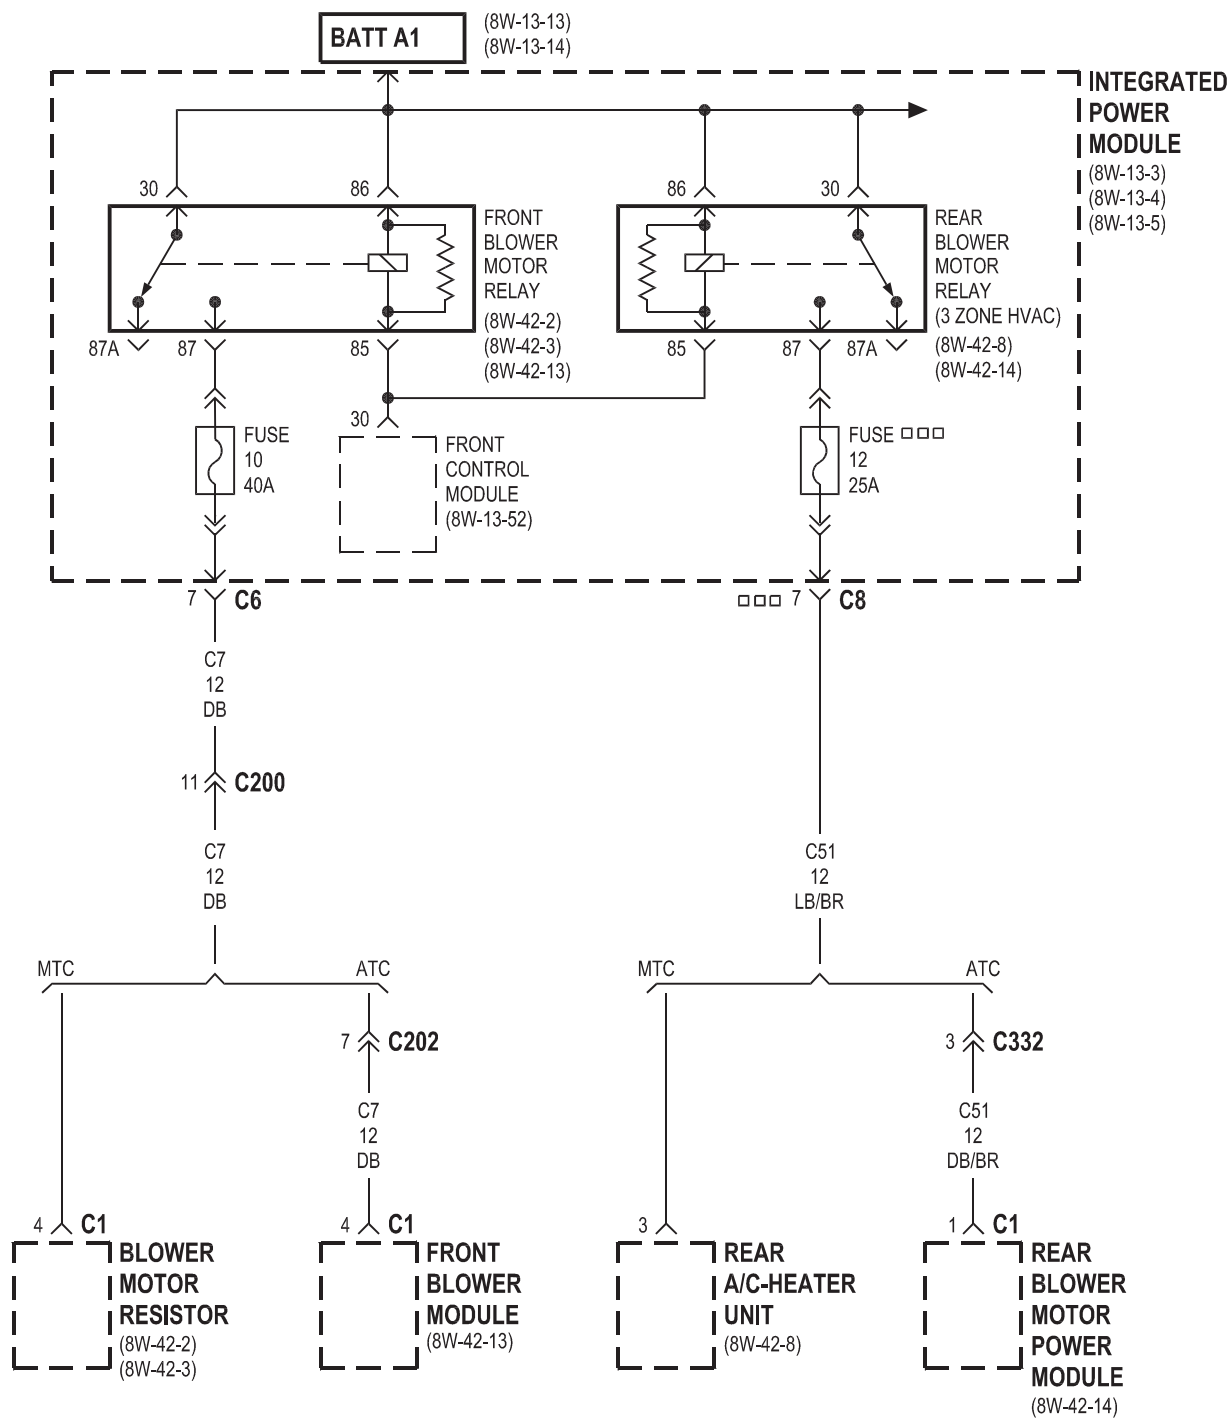 BATT A1
(8W-13-13)
(8W-13-14)
INTEGRATED
POWER
MODULE
(8W-13-3)
(8W-13-4)
(8W-13-5)
30
86
86
30
FRONT
BLOWER
MOTOR
RELAY
(8W-42-2)
(8W-42-3)
(8W-42-13)
REAR
BLOWER
MOTOR
RELAY
(3 ZONE HVAC)
(8W-42-8)
(8W-42-14)
87A
87
85
85
87
87A
30
FUSE
10
40A
FRONT
CONTROL
MODULE
(8W-13-52)
FUSE □□□
12
25A
7
C6
□□□ 7
C8
C7
12
DB
11
C200
C7
12
DB
C51
12
LB/BR
MTC
ATC
MTC
ATC
7
C202
3
C332
C7
12
DB
C51
12
DB/BR
4
C1
4
C1
3
1
C1
BLOWER
MOTOR
RESISTOR
(8W-42-2)
(8W-42-3)
FRONT
BLOWER
MODULE
(8W-42-13)
REAR
A/C-HEATER
UNIT
(8W-42-8)
REAR
BLOWER
MOTOR
POWER
MODULE
(8W-42-14)